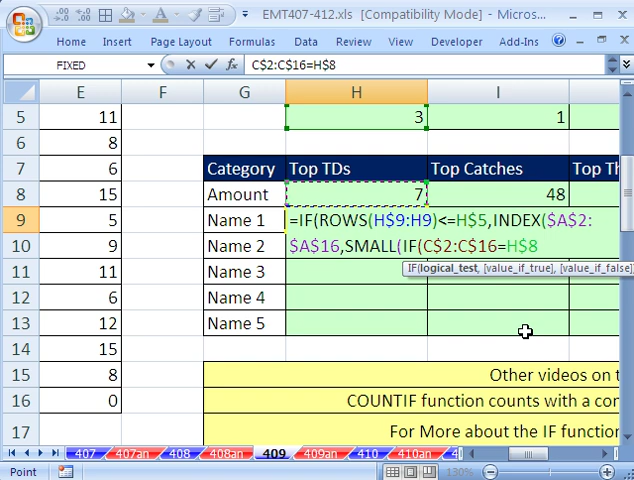 EMT407-412.xls [Compatibility Mode] - Micros...
Home Insert Page Layout Formulas Data Review View Developer Add-Ins
FIXED C$2:C$16=H$8
E F G H I
5 11 3 1
6 8
7 6 Category Top TDs Top Catches Top Th
8 15 Amount 7 48
9 5 Name 1 =IF(ROWS(H$9:H9)<=H$5,INDEX($A$2:
10 9 Name 2 $A$16,SMALL(IF(C$2:C$16=H$8
IF(logical_test, [value_if_true], [value_if_false])
11 11 Name 3
12 6 Name 4
13 12 Name 5
14 15
15 8 Other videos on t
16 0 COUNTIF function counts with a con
17 For More about the IF function
407 407an 408 408an 409 409an 410 410an 4
Point 130%